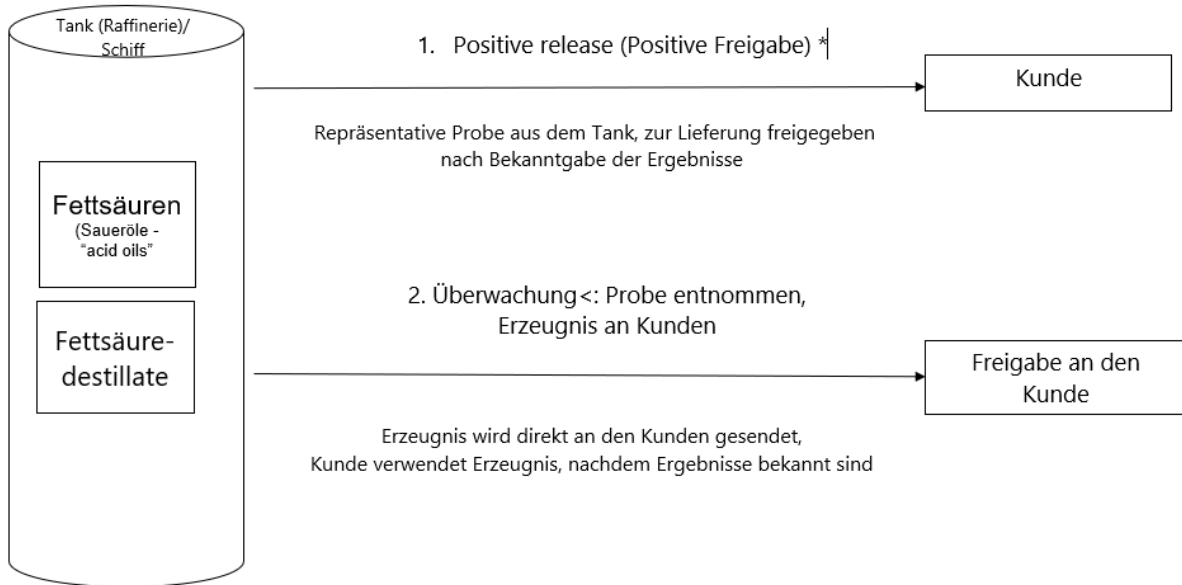 Tank (Raffinerie)/
Schiff
1. Positive release (Positive Freigabe) *
Kunde
Repräsentative Probe aus dem Tank, zur Lieferung freigegeben
nach Bekanntgabe der Ergebnisse
Fettsäuren
(Saueröle -
“acid oils”
2. Überwachung<: Probe entnommen,
Erzeugnis an Kunden
Fettsäure-
destillate
Freigabe an den
Kunde
Erzeugnis wird direkt an den Kunden gesendet,
Kunde verwendet Erzeugnis, nachdem Ergebnisse bekannt sind